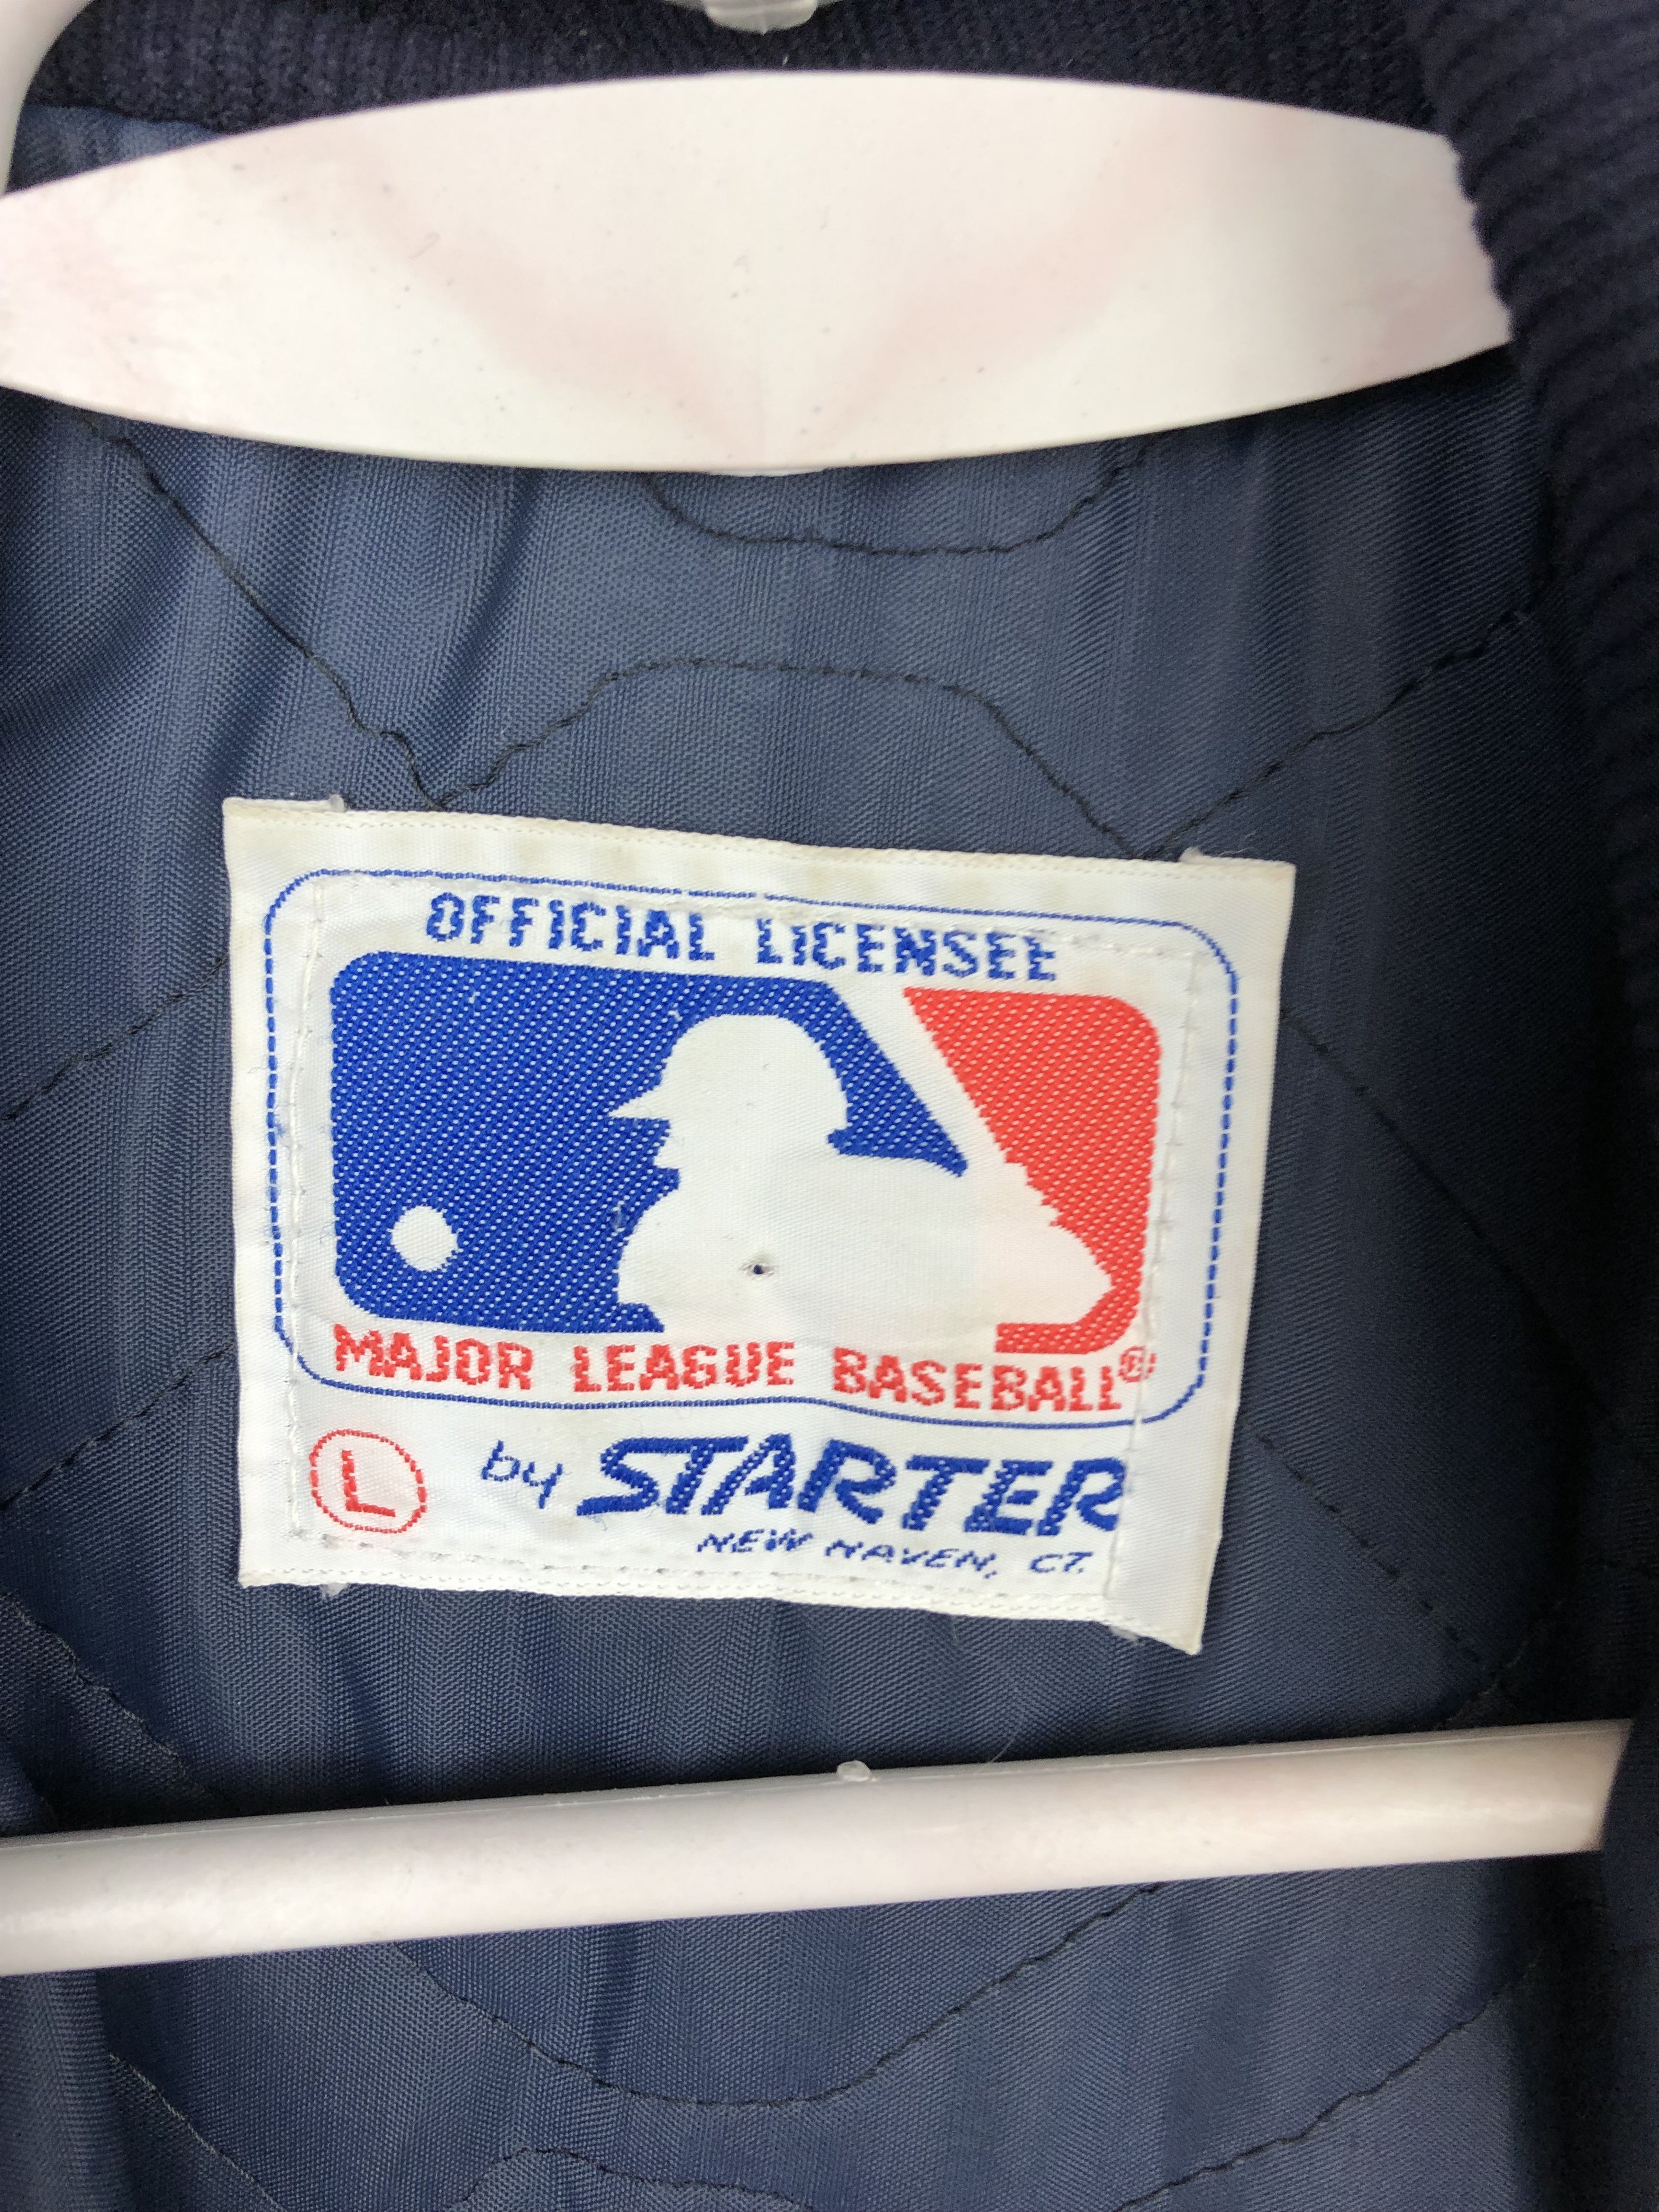 OFFICIAL LICENSEE
MAJOR LEAGUE BASEBALL®
L by STARTER
NEW HAVEN, CT.